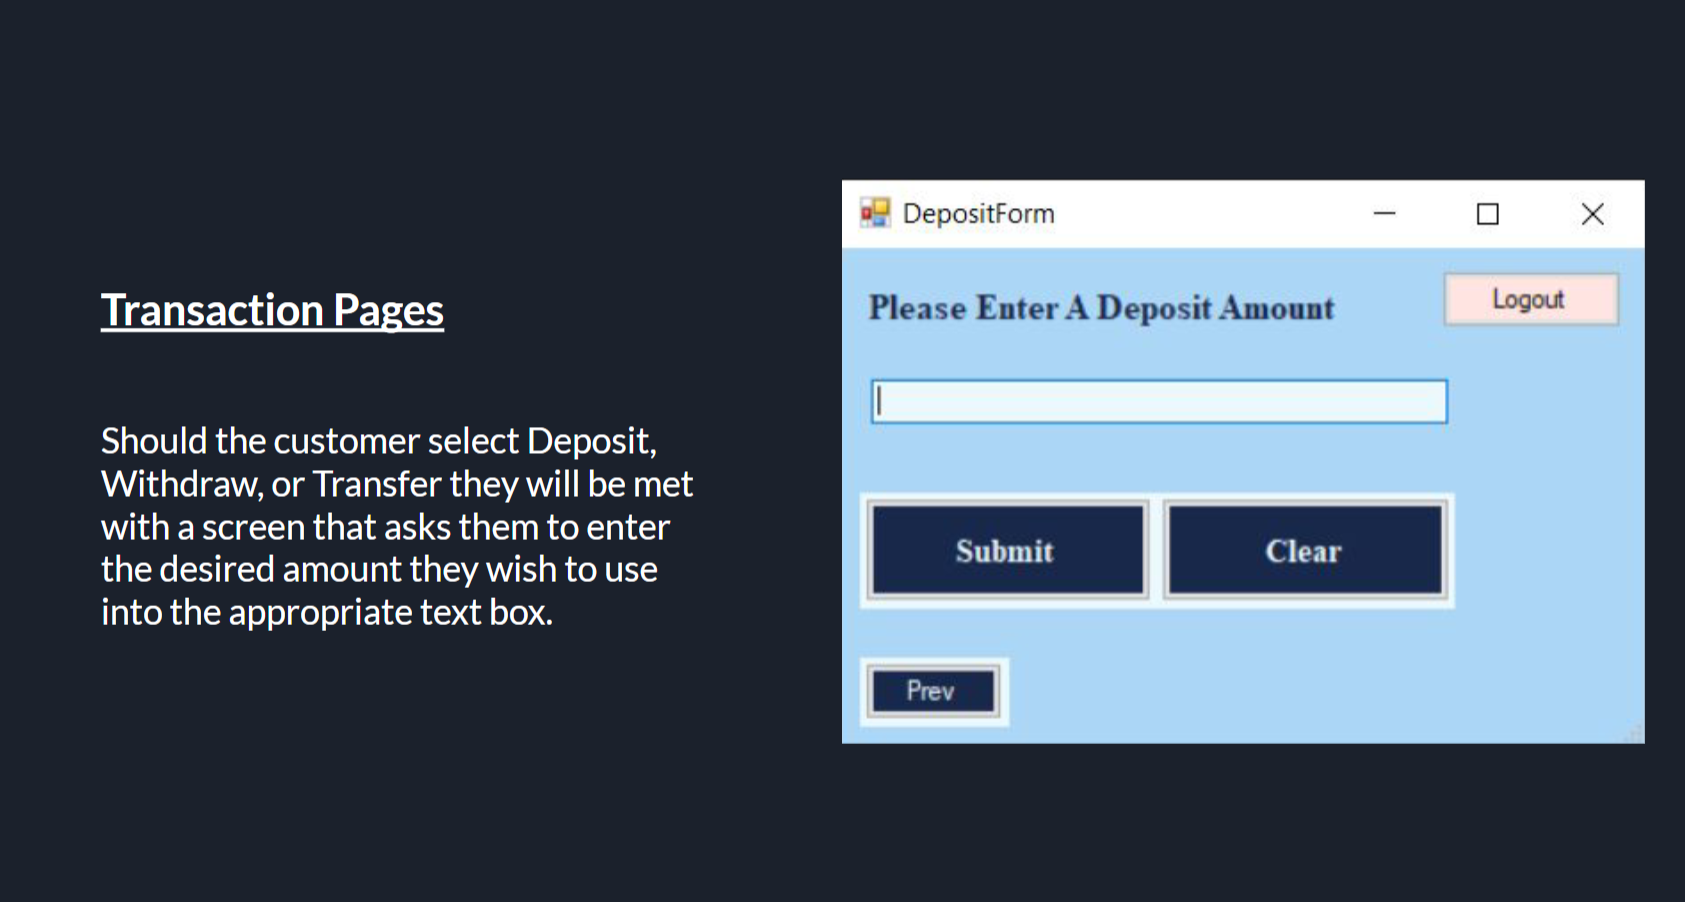 Transaction Pages
Should the customer select Deposit,
Withdraw, or Transfer they will be met
with a screen that asks them to enter
the desired amount they wish to use
into the appropriate text box.
DepositForm
Please Enter A Deposit Amount
Logout
Submit
Clear
Prev